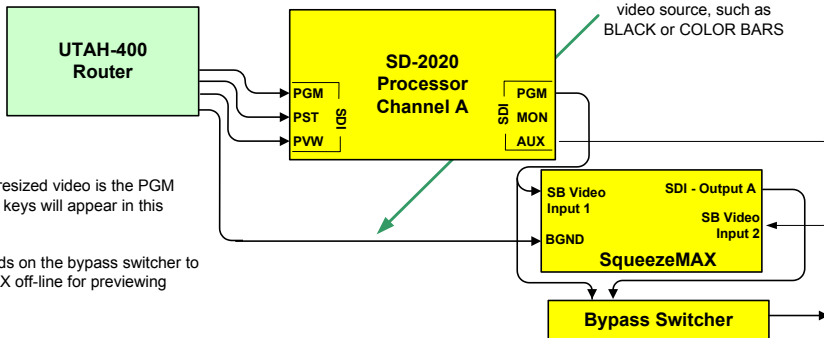 video source, such as
BLACK or COLOR BARS
UTAH-400
Router
SD-2020
Processor
Channel A
PGM
PST
PVW
SDI
SDI
PGM
MON
AUX
resized video is the PGM
keys will appear in this
ds on the bypass switcher to
X off-line for previewing
SB Video
Input 1
BGND
SDI - Output A
SB Video
Input 2
SqueezeMAX
Bypass Switcher